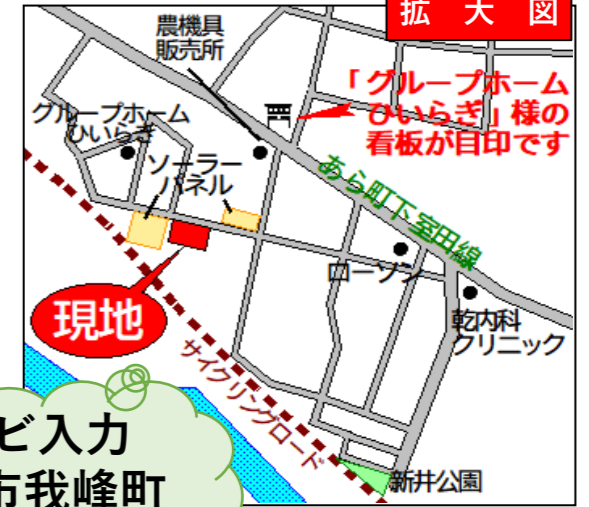 拡大図
農機具
販売所
「グループホーム
ひいらぎ」様の
看板が目印です
グループホーム
ひいらぎ
ソーラー
パネル
あら町下室田線
ローソン
現地
乾内科
クリニック
サイクリングロード
ビ入力
市我峰町
新井公園